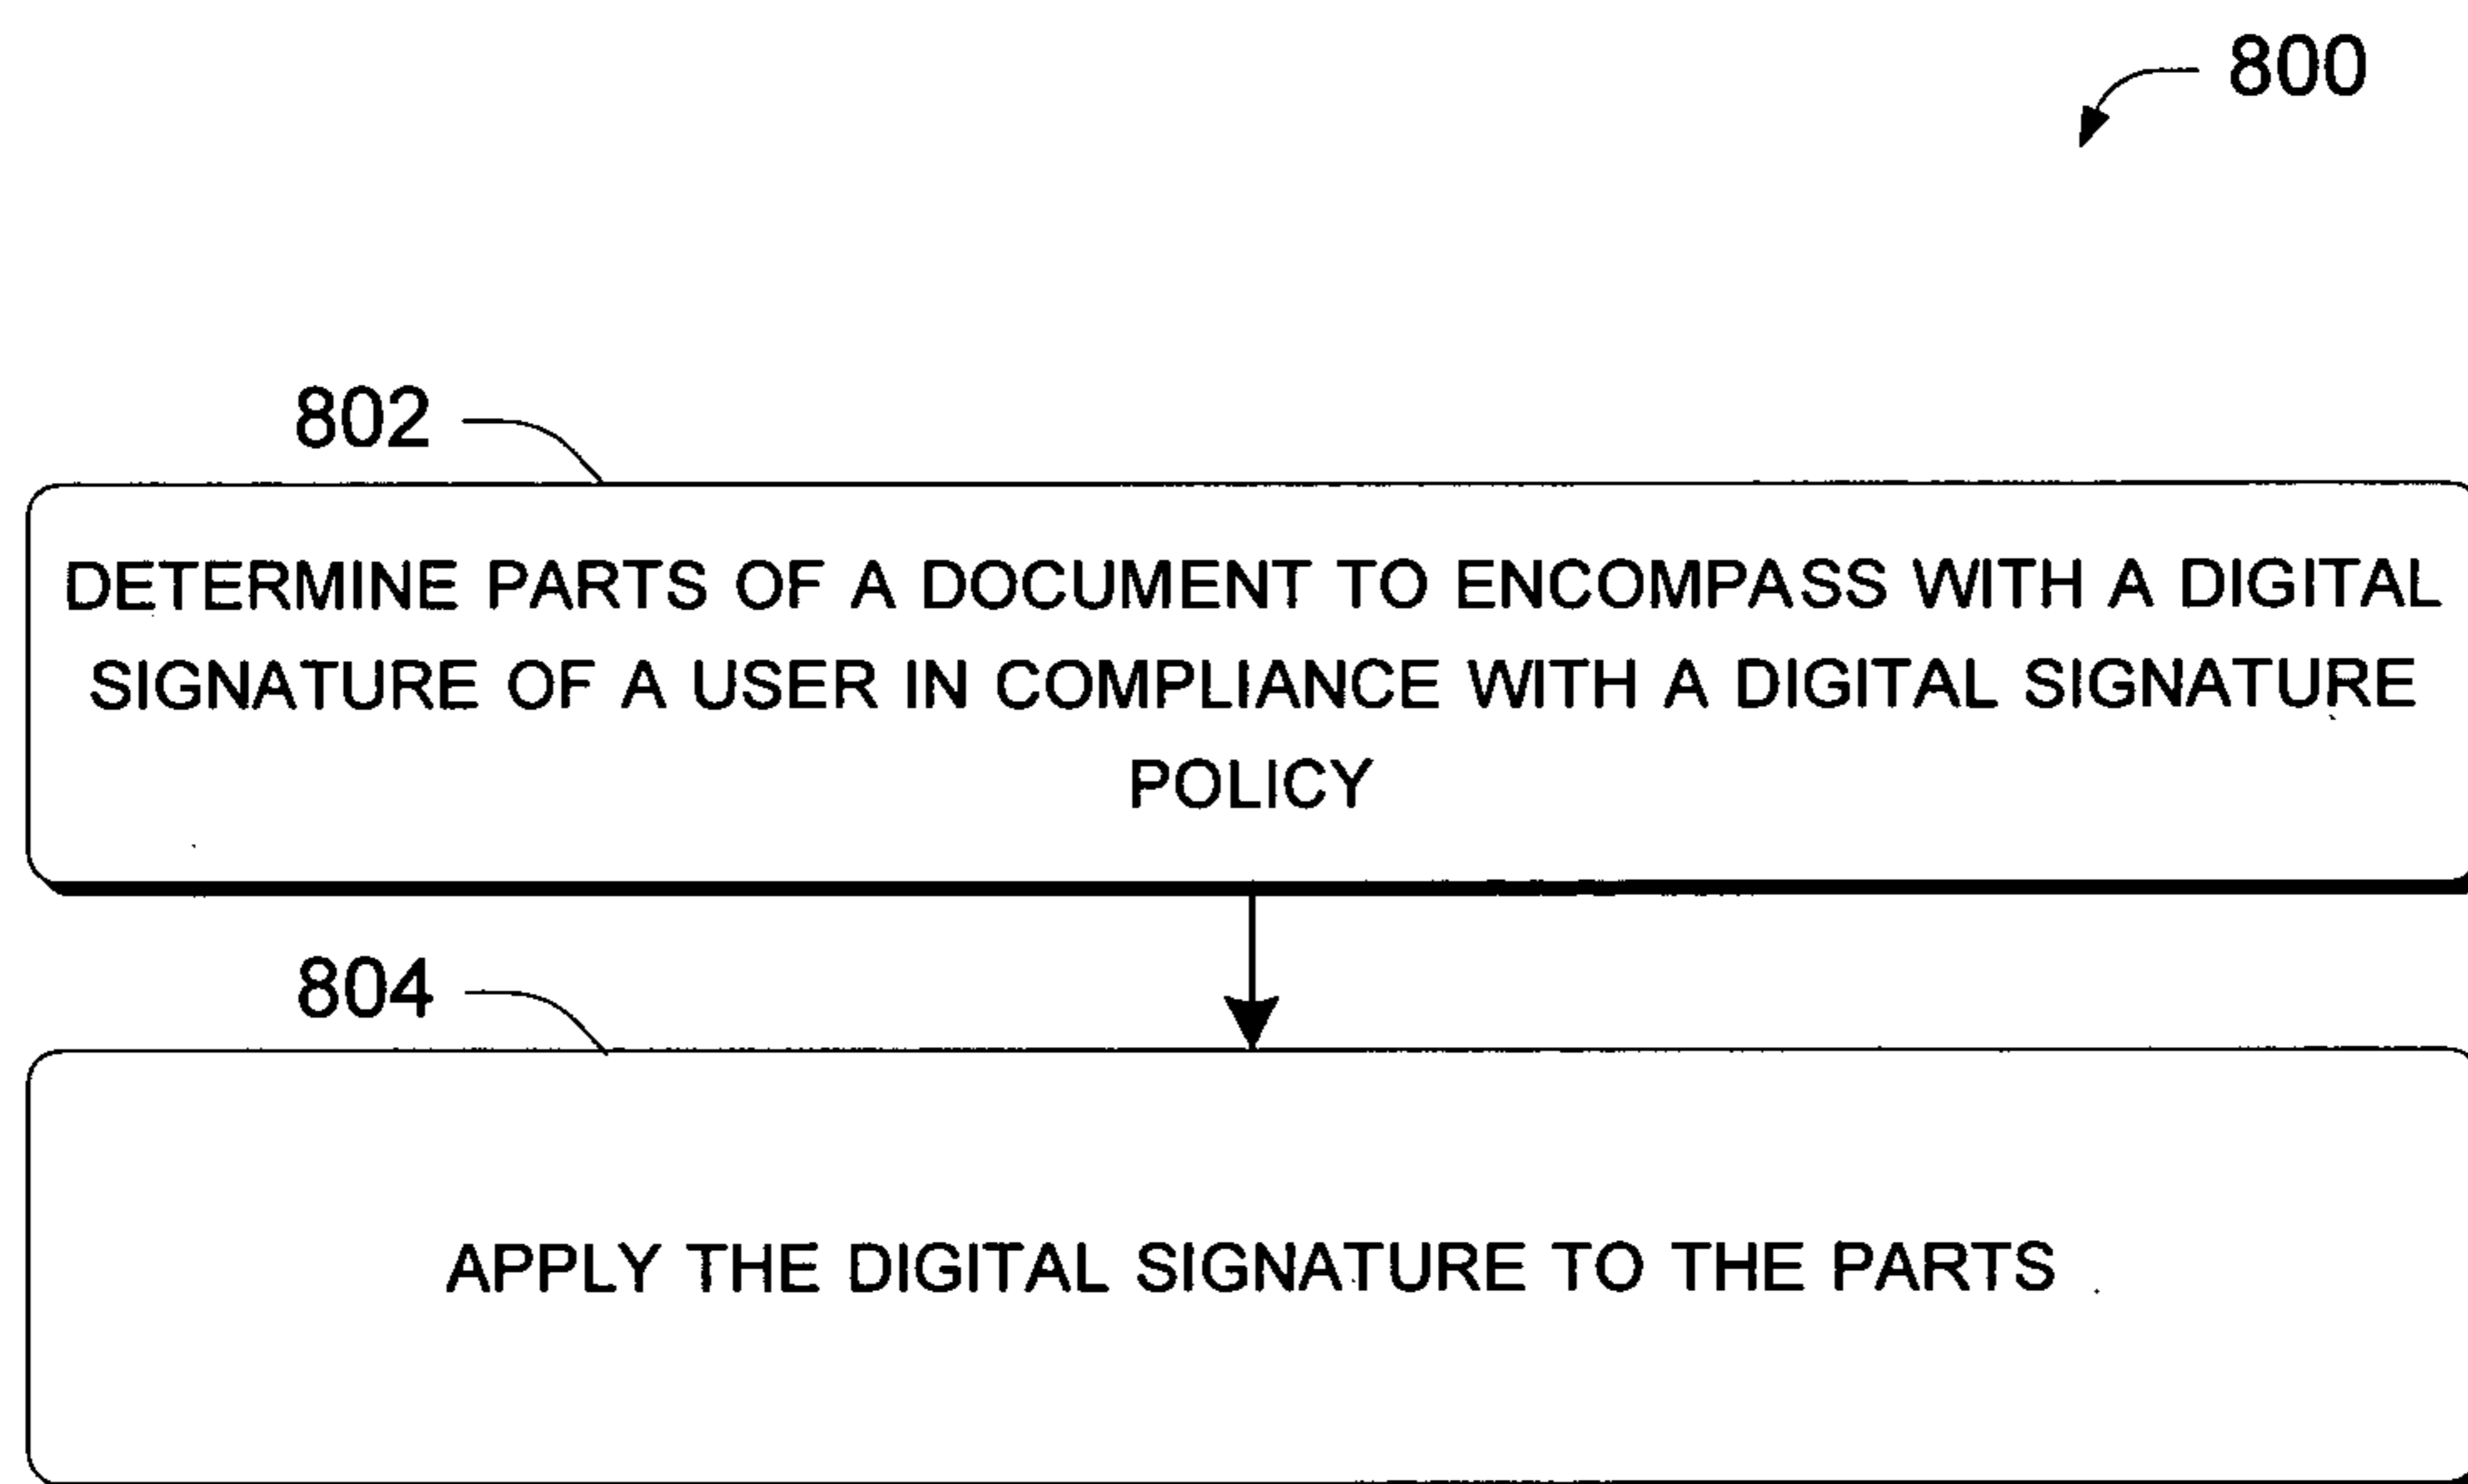 800
802
DETERMINE PARTS OF A DOCUMENT TO ENCOMPASS WITH A DIGITAL
SIGNATURE OF A USER IN COMPLIANCE WITH A DIGITAL SIGNATURE
POLICY
804
APPLY THE DIGITAL SIGNATURE TO THE PARTS